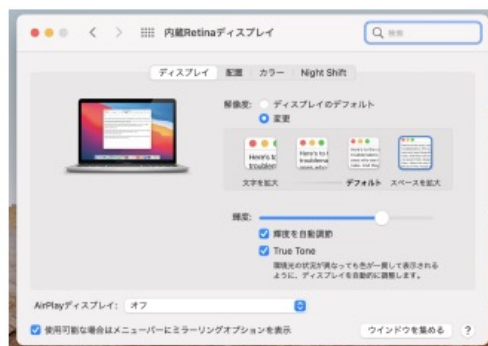 内蔵Retinaディスプレイ
検索
ディスプレイ 配置 カラー Night Shift
解像度: ディスプレイのデフォルト
変更
Here's to
troublem
文字を拡大 デフォルト スペースを拡大
輝度:
輝度を自動調節
True Tone
環境光の状況が異なっても色が一貫して表示される
ように、ディスプレイを自動的に調整します。
AirPlayディスプレイ: オフ
使用可能な場合はメニューバーにミラーリングオプションを表示
ウインドウを集める ?